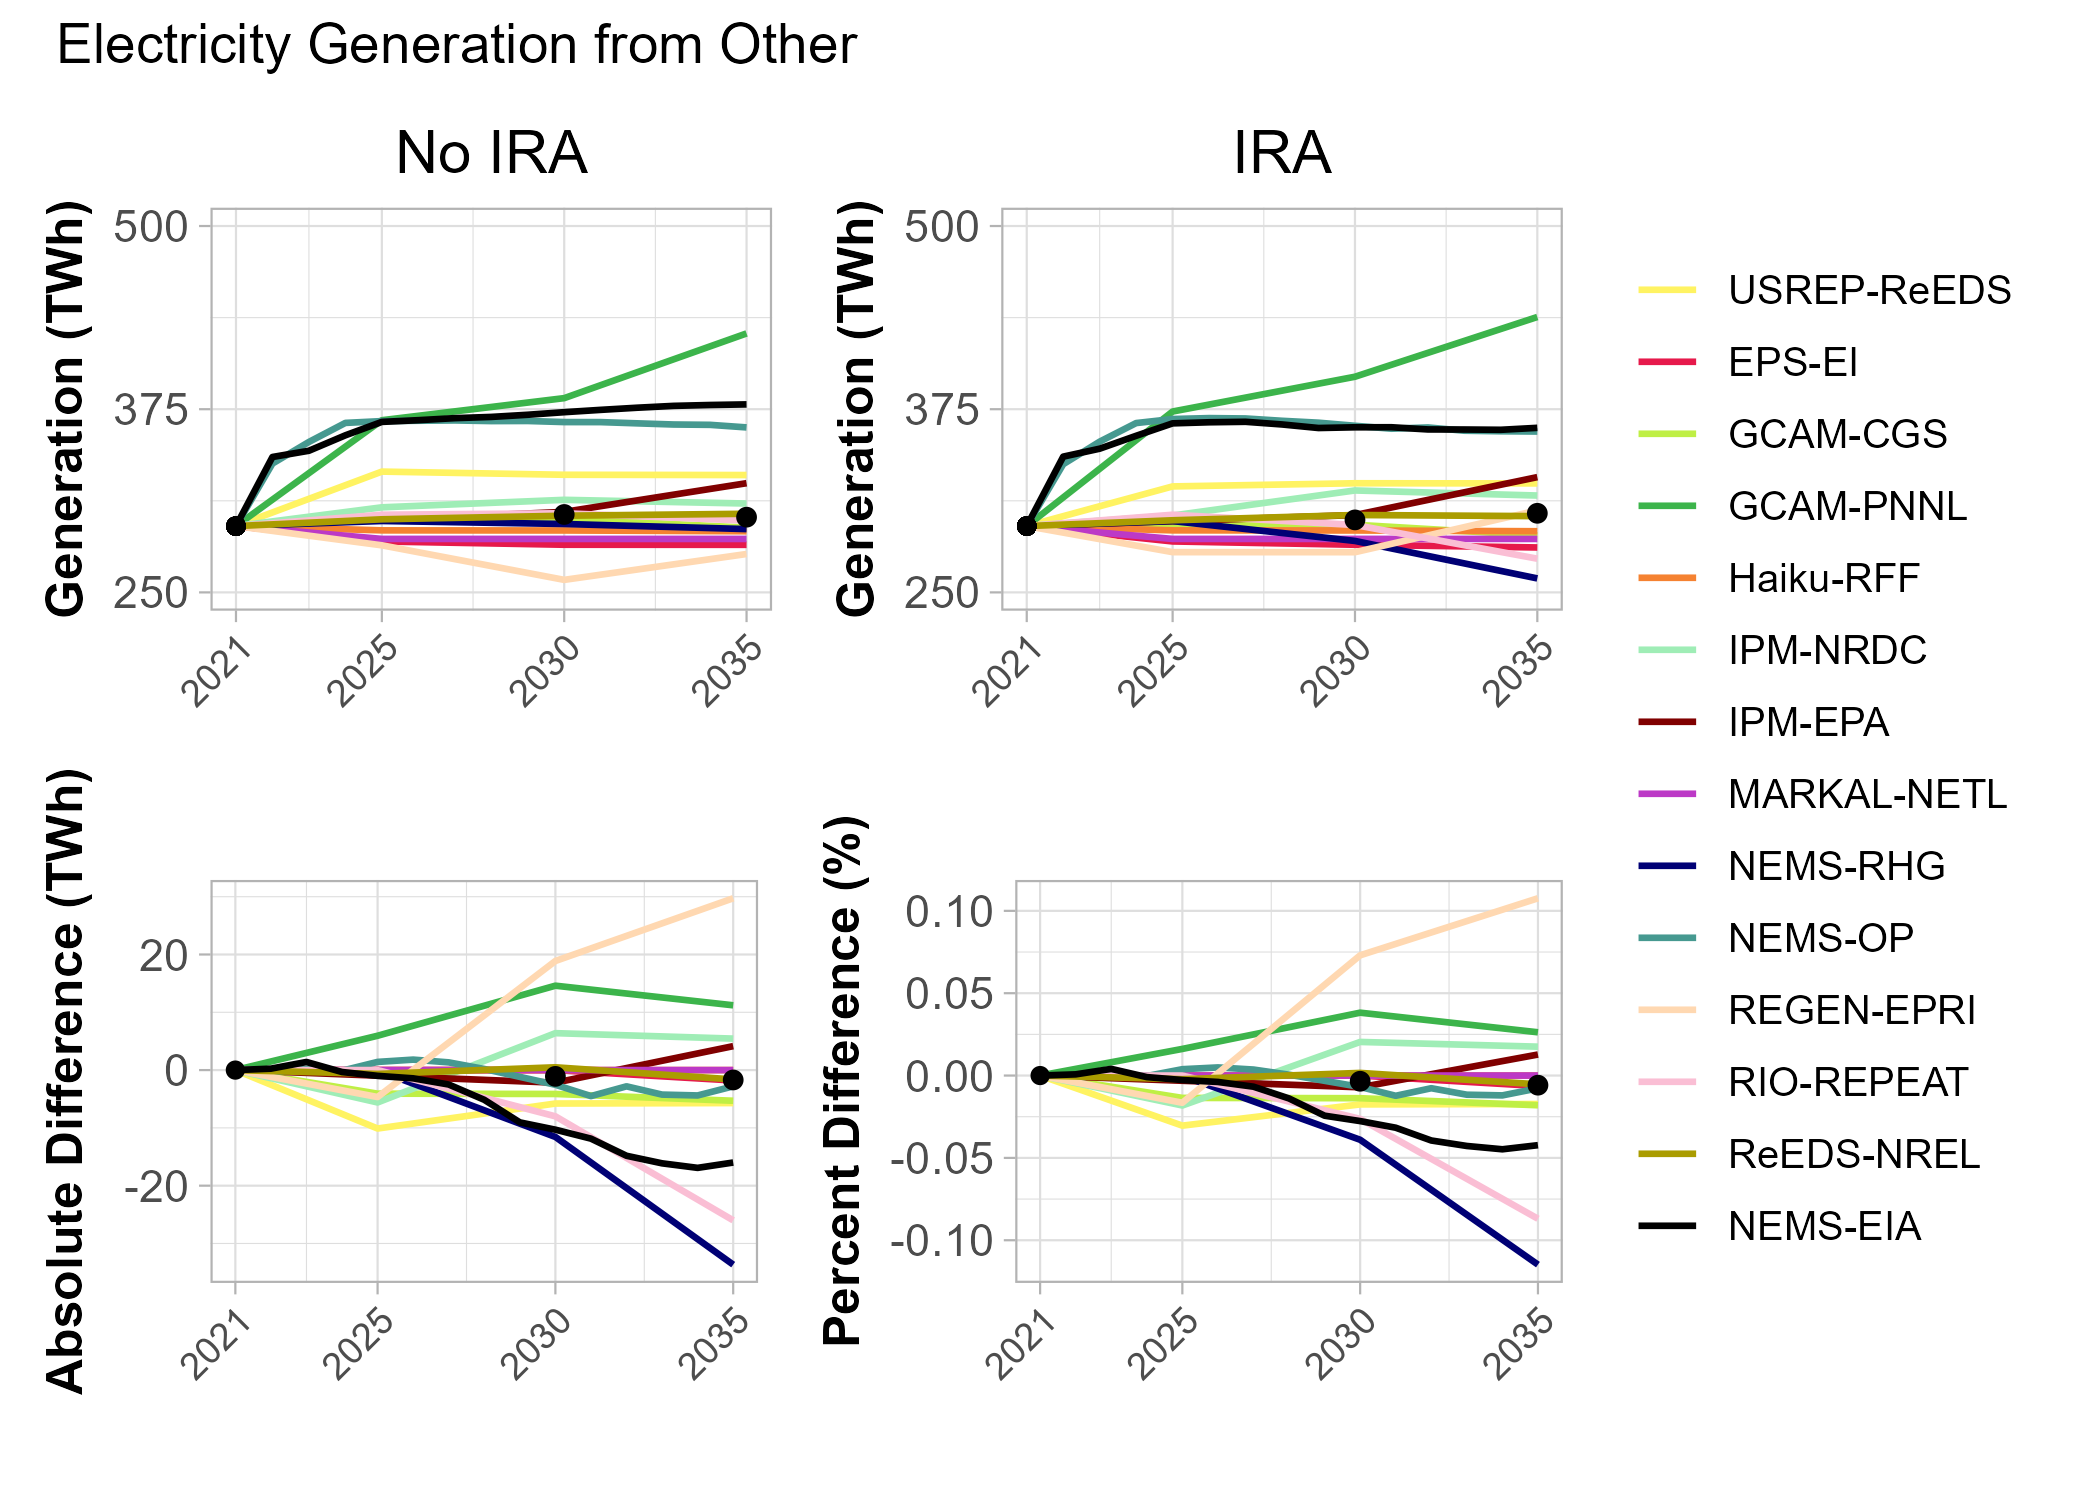 Electricity Generation from Other
No IRA
IRA
Generation (TWh)
500
375
250
2021
2025
2030
2035
Generation (TWh)
500
375
250
2021
2025
2030
2035
Absolute Difference (TWh)
20
0
-20
2021
2025
2030
2035
Percent Difference (%)
0.10
0.05
0.00
-0.05
-0.10
2021
2025
2030
2035
USREP-ReEDS
EPS-EI
GCAM-CGS
GCAM-PNNL
Haiku-RFF
IPM-NRDC
IPM-EPA
MARKAL-NETL
NEMS-RHG
NEMS-OP
REGEN-EPRI
RIO-REPEAT
ReEDS-NREL
NEMS-EIA